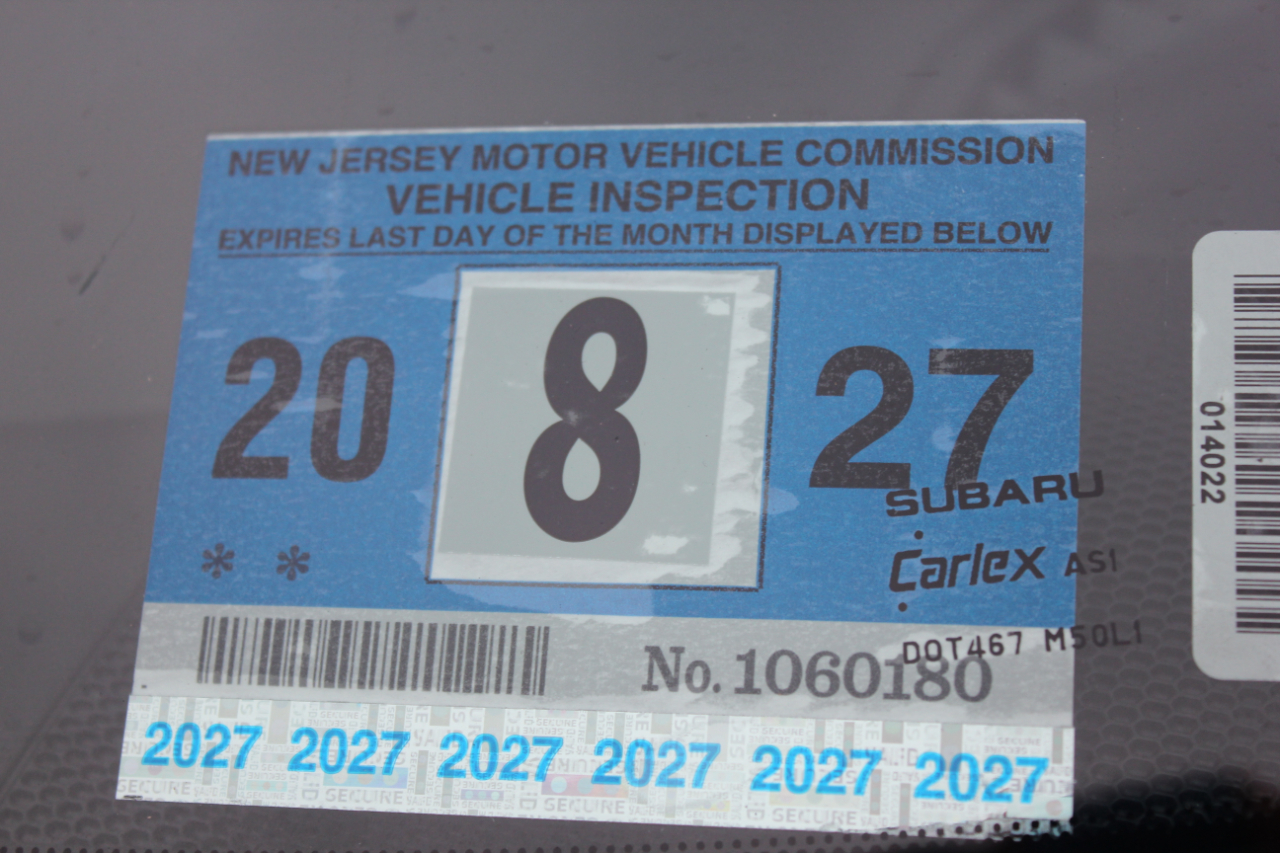 NEW JERSEY MOTOR VEHICLE COMMISSION
VEHICLE INSPECTION
EXPIRES LAST DAY OF THE MONTH DISPLAYED BELOW
20 8 27
* *
SUBARU
Carlex AS1
DOT467 M50L1
No. 1060180
2027 2027 2027 2027 2027 2027
SECURE
014022